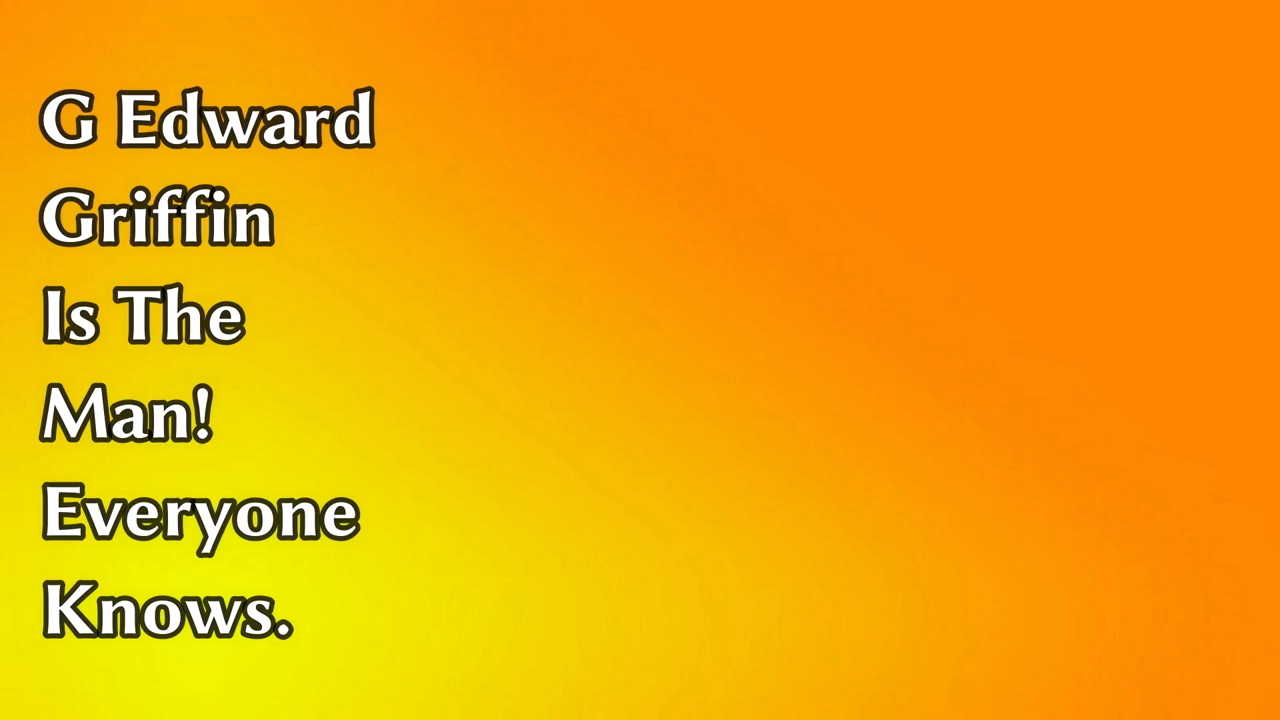 G Edward
Griffin
Is The
Man!
Everyone
Knows.